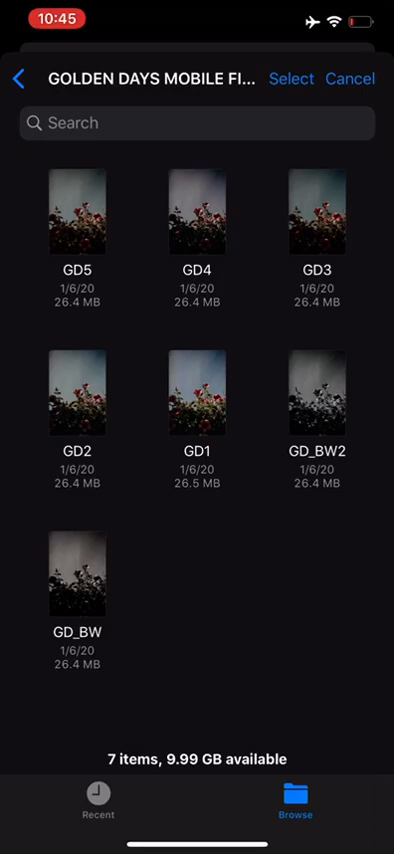 10:45
GOLDEN DAYS MOBILE FI... Select Cancel
Search
GD5 GD4 GD3
1/6/20 1/6/20 1/6/20
26.4 MB 26.4 MB 26.4 MB
GD2 GD1 GD_BW2
1/6/20 1/6/20 1/6/20
26.4 MB 26.5 MB 26.4 MB
GD_BW
1/6/20
26.4 MB
7 items, 9.99 GB available
Recent Browse